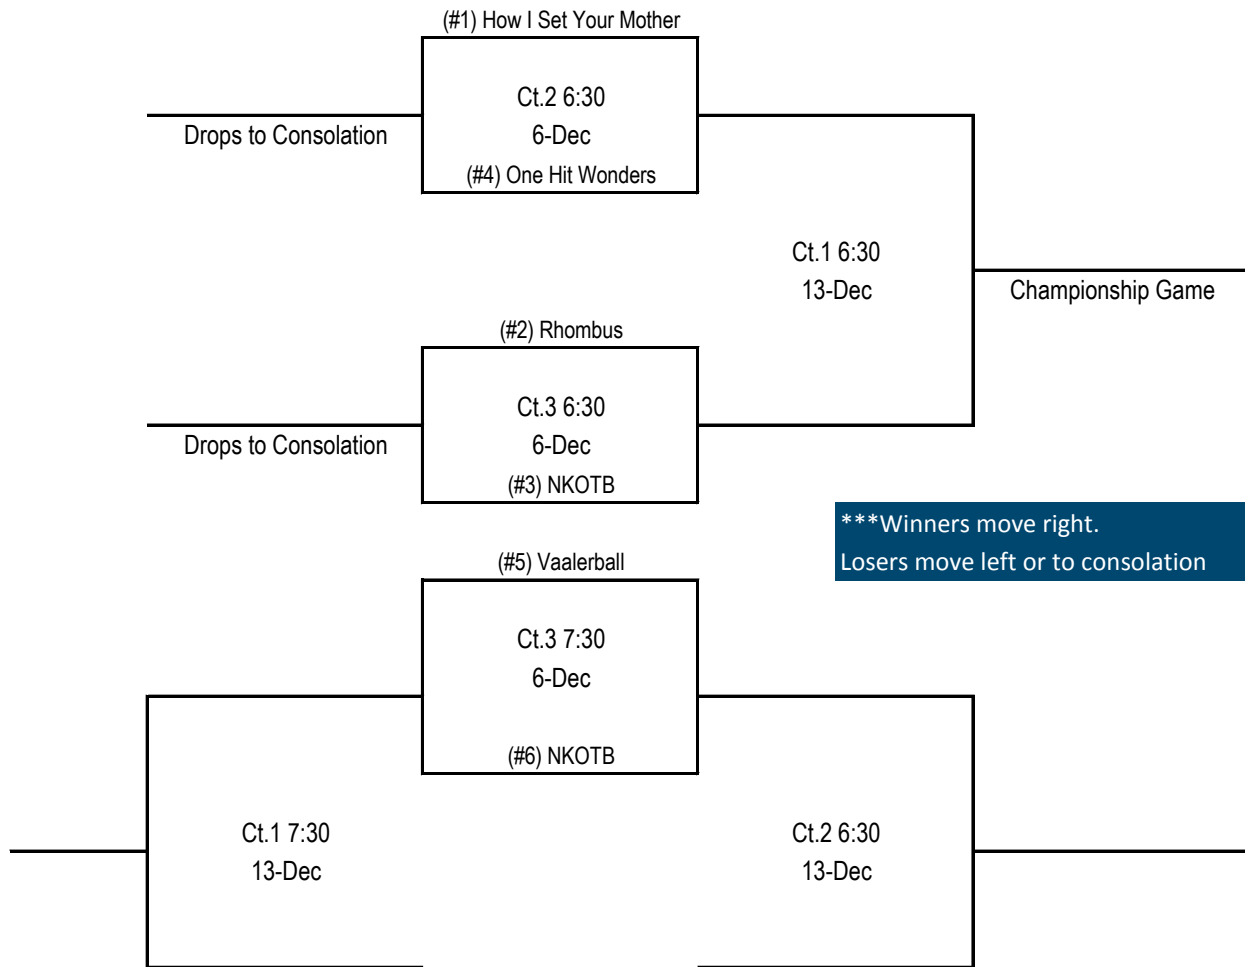 (#1) How I Set Your Mother
Ct.2 6:30
6-Dec
Drops to Consolation
(#4) One Hit Wonders
Ct.1 6:30
13-Dec
Championship Game
(#2) Rhombus
Ct.3 6:30
6-Dec
Drops to Consolation
(#3) NKOTB
***Winners move right.
Losers move left or to consolation
(#5) Vaalerball
Ct.3 7:30
6-Dec
(#6) NKOTB
Ct.1 7:30
13-Dec
Ct.2 6:30
13-Dec